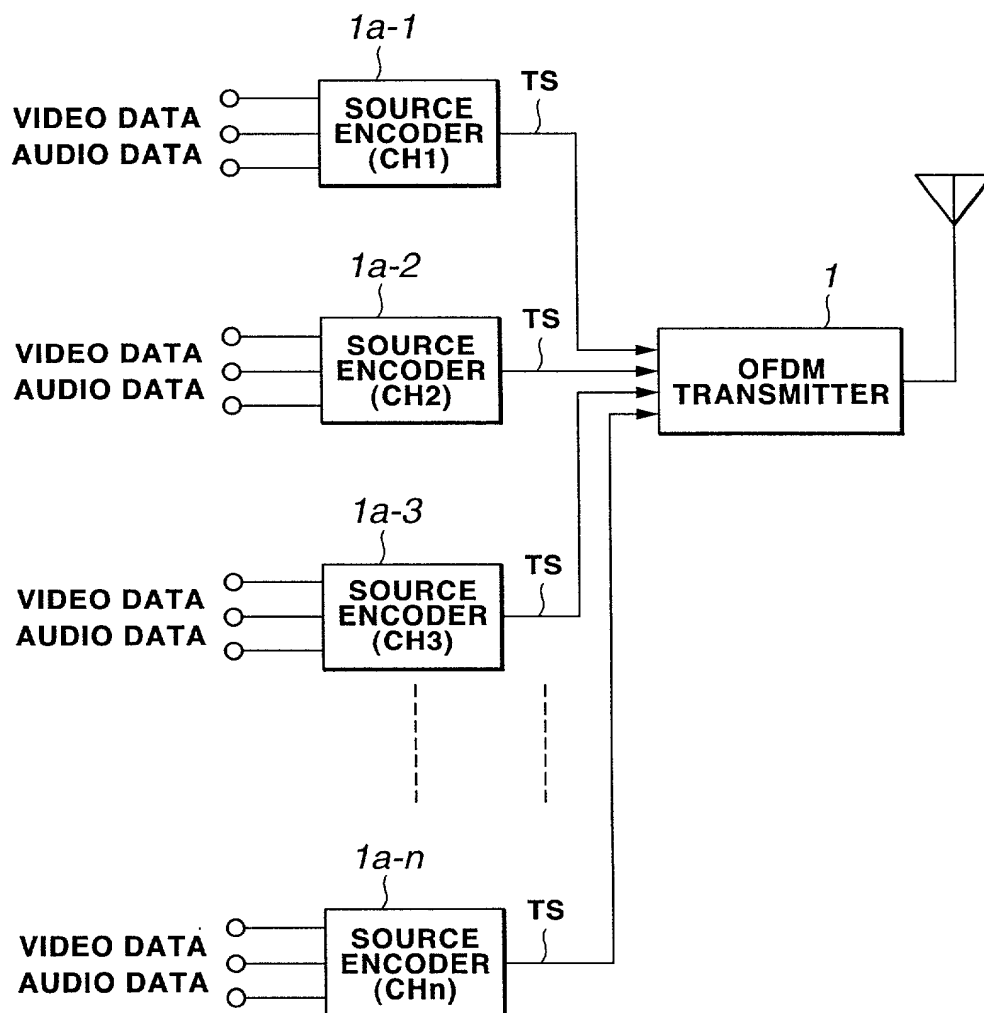 1a-1
VIDEO DATA
AUDIO DATA
SOURCE
ENCODER
(CH1)
TS
1a-2
VIDEO DATA
AUDIO DATA
SOURCE
ENCODER
(CH2)
TS
1
OFDM
TRANSMITTER
1a-3
VIDEO DATA
AUDIO DATA
SOURCE
ENCODER
(CH3)
TS
1a-n
VIDEO DATA
AUDIO DATA
SOURCE
ENCODER
(CHn)
TS